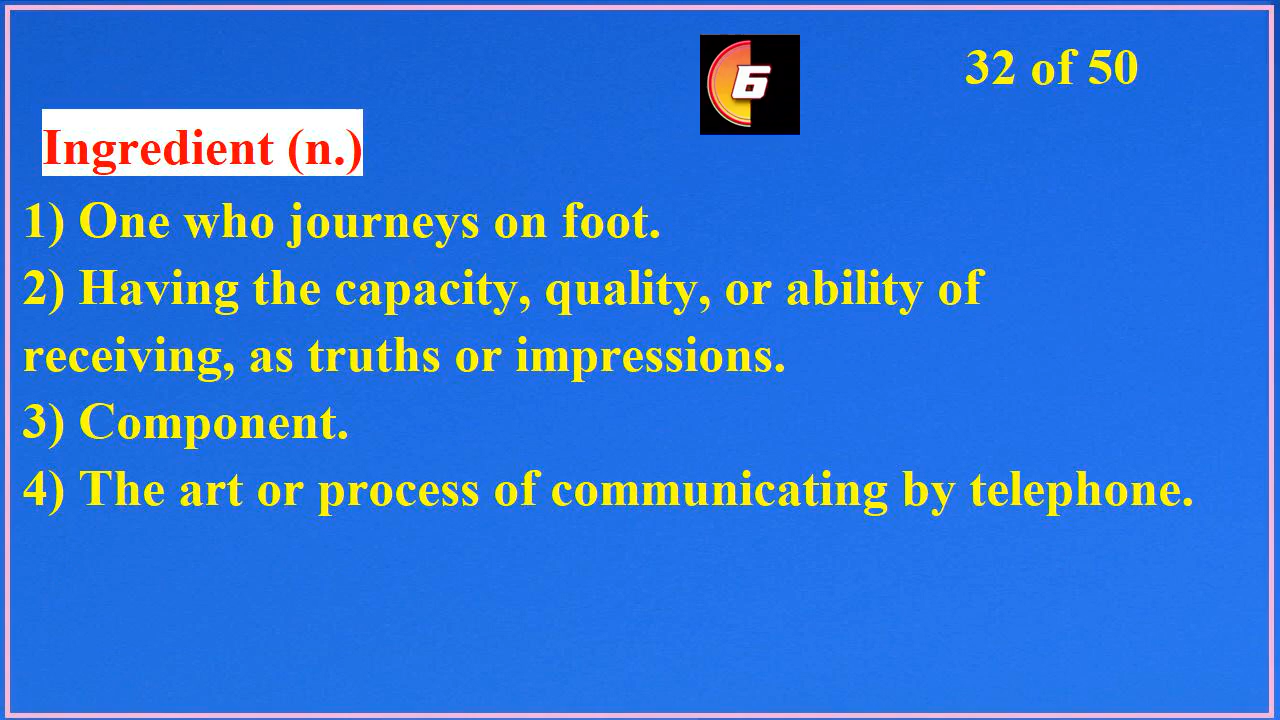 6
32 of 50
Ingredient (n.)
1) One who journeys on foot.
2) Having the capacity, quality, or ability of
receiving, as truths or impressions.
3) Component.
4) The art or process of communicating by telephone.